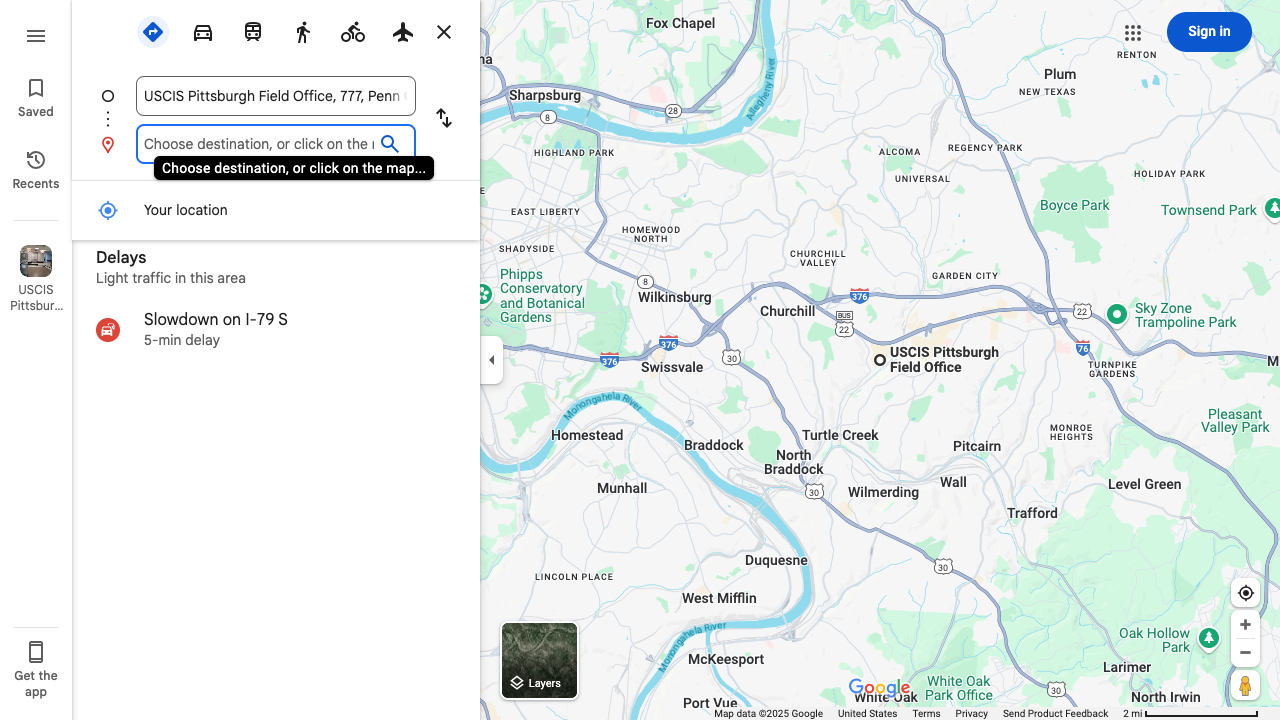 Saved
Recents
USCIS
Pittsbur...
Get the
app
USCIS Pittsburgh Field Office, 777, Penn
Choose destination, or click on the
Choose destination, or click on the map...
Your location
Delays
Light traffic in this area
Slowdown on I-79 S
5-min delay
Sign in
Fox Chapel
RENTON
Plum
NEW TEXAS
Sharpsburg
28
8
Allegheny River
HIGHLAND PARK
ALCOMA
REGENCY PARK
UNIVERSAL
HOLIDAY PARK
Boyce Park
Townsend Park
EAST LIBERTY
HOMEWOOD
NORTH
SHADYSIDE
CHURCHILL
VALLEY
GARDEN CITY
Phipps
Conservatory
and Botanical
Gardens
8
Wilkinsburg
376
Churchill
BUS
22
22
Sky Zone
Trampoline Park
376
376
30
76
USCIS Pittsburgh
Field Office
Swissvale
TURNPIKE
GARDENS
M
Monongahela River
Pleasant
Valley Park
Homestead
Braddock
Turtle Creek
MONROE
HEIGHTS
Pitcairn
North
Braddock
Munhall
30
Wilmerding
Wall
Level Green
Trafford
Duquesne
30
LINCOLN PLACE
West Mifflin
Monongahela River
Oak Hollow
Park
McKeesport
Larimer
White Oak
Park Office
30
Port Vue
White Oak
North Irwin
Layers
Google
Map data ©2025 Google
United States
Terms
Privacy
Send Product Feedback
2 mi